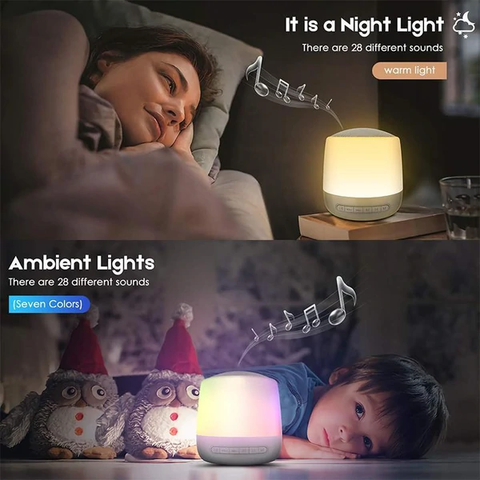 It is a Night Light
There are 28 different sounds
warm light
Ambient Lights
There are 28 different sounds
(Seven Colors)